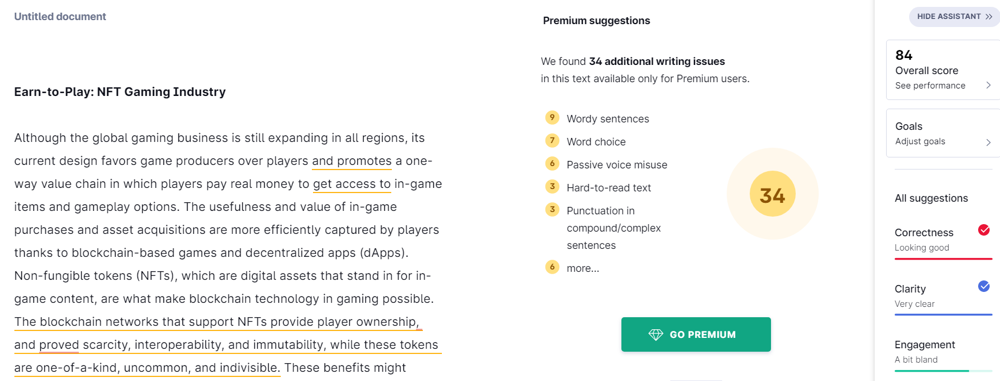 Untitled document
Earn-to-Play: NFT Gaming Industry
Although the global gaming business is still expanding in all regions, its
current design favors game producers over players and promotes a one-
way value chain in which players pay real money to get access to in-game
items and gameplay options. The usefulness and value of in-game
purchases and asset acquisitions are more efficiently captured by players
thanks to blockchain-based games and decentralized apps (dApps).
Non-fungible tokens (NFTs), which are digital assets that stand in for in-
game content, are what make blockchain technology in gaming possible.
The blockchain networks that support NFTs provide player ownership,
and proved scarcity, interoperability, and immutability, while these tokens
are one-of-a-kind, uncommon, and indivisible. These benefits might
Premium suggestions
We found 34 additional writing issues
in this text available only for Premium users.
9 Wordy sentences
7 Word choice
6 Passive voice misuse
3 Hard-to-read text
3 Punctuation in
compound/complex
sentences
6 more...
34
GO PREMIUM
HIDE ASSISTANT
84
Overall score
See performance
Goals
Adjust goals
All suggestions
Correctness
Looking good
Clarity
Very clear
Engagement
A bit bland